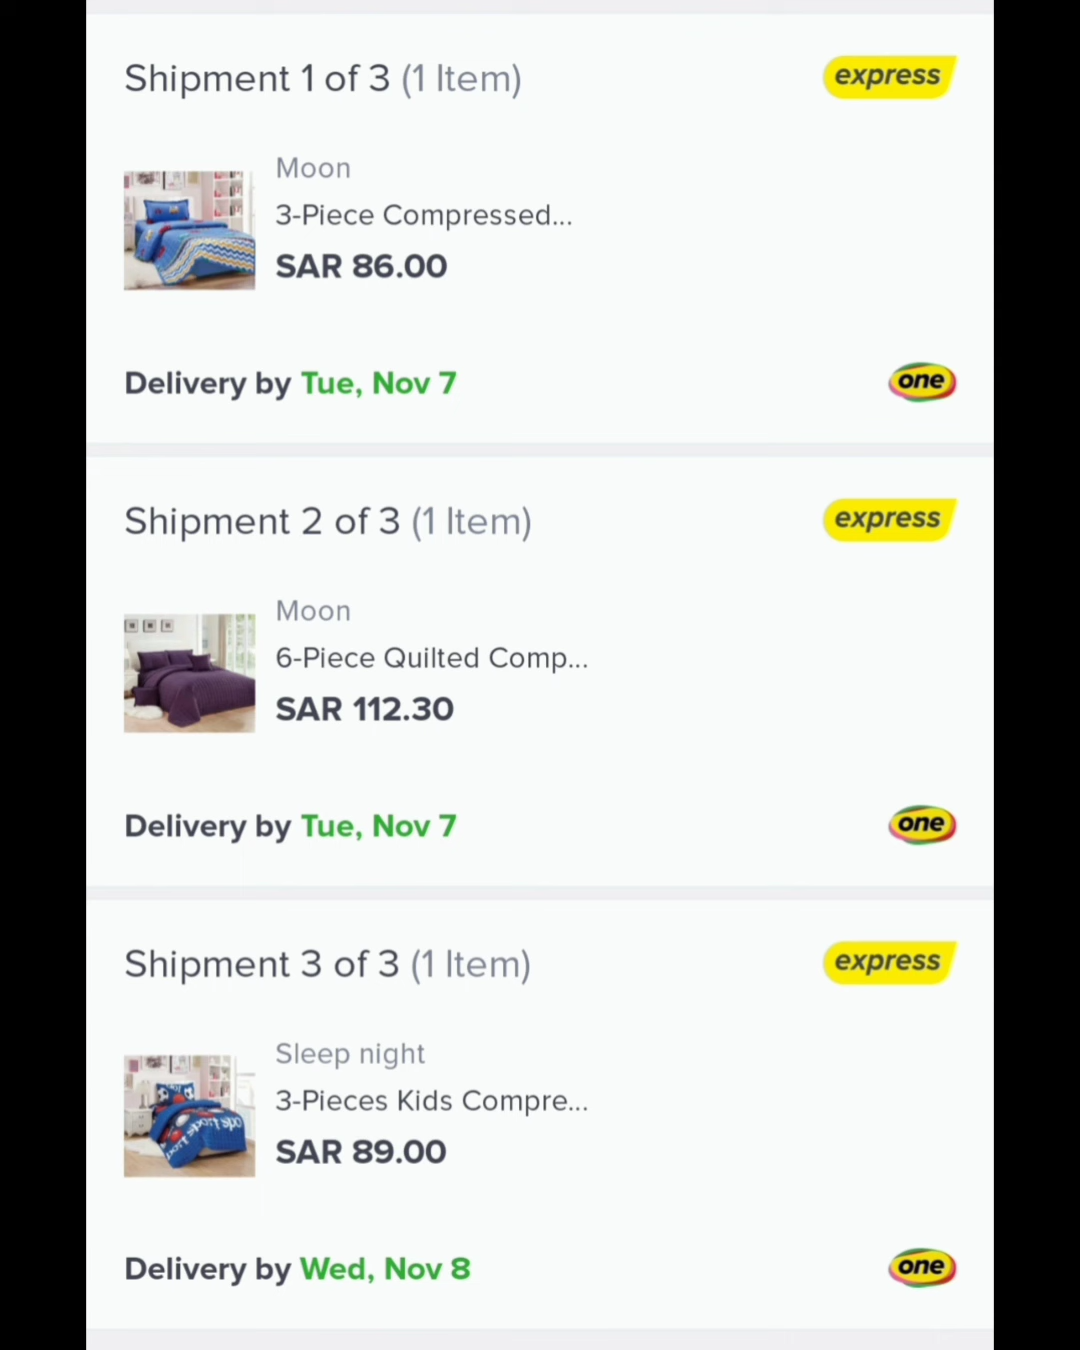 Shipment 1 of 3 (1 Item)
express
Moon
3-Piece Compressed...
SAR 86.00
Delivery by Tue, Nov 7
one
Shipment 2 of 3 (1 Item)
express
Moon
6-Piece Quilted Comp...
SAR 112.30
Delivery by Tue, Nov 7
one
Shipment 3 of 3 (1 Item)
express
Sleep night
3-Pieces Kids Compre...
SAR 89.00
Delivery by Wed, Nov 8
one